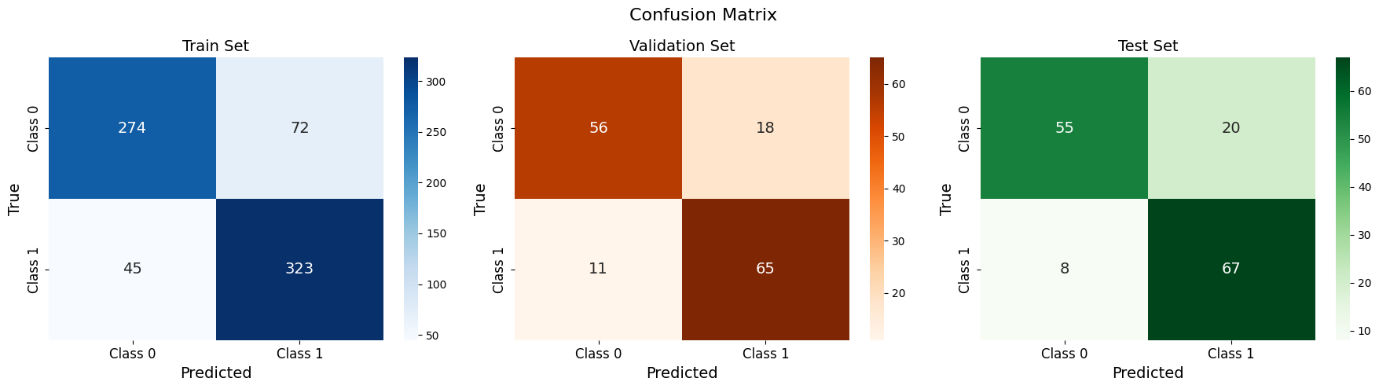 Confusion Matrix
Train Set
Class 0
Class 1
True
274
72
45
323
Class 0
Class 1
Predicted
300
250
200
150
100
50
Validation Set
Class 0
Class 1
True
56
18
11
65
Class 0
Class 1
Predicted
60
50
40
30
20
Test Set
Class 0
Class 1
True
55
20
8
67
Class 0
Class 1
Predicted
60
50
40
30
20
10